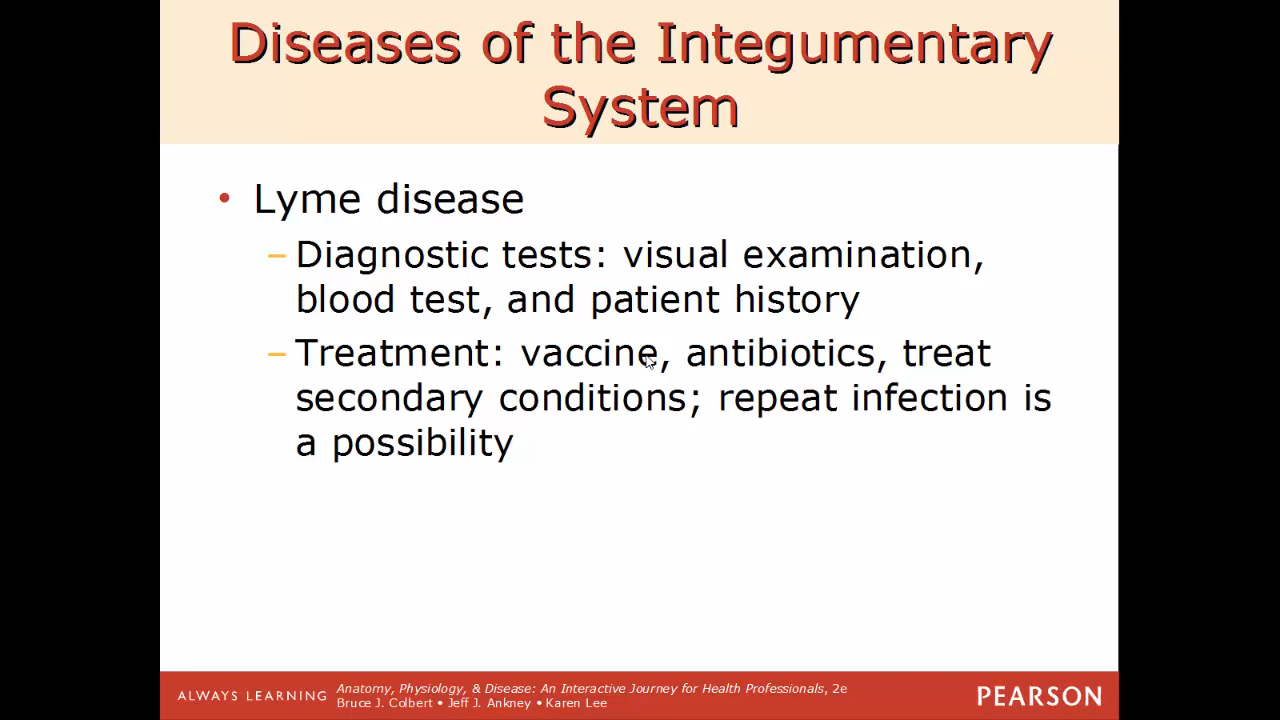 Diseases of the Integumentary
System
• Lyme disease
– Diagnostic tests: visual examination,
blood test, and patient history
– Treatment: vaccine, antibiotics, treat
secondary conditions; repeat infection is
a possibility
ALWAYS LEARNING
Anatomy, Physiology, & Disease: An Interactive Journey for Health Professionals, 2e
Bruce J. Colbert • Jeff J. Ankney • Karen Lee
PEARSON